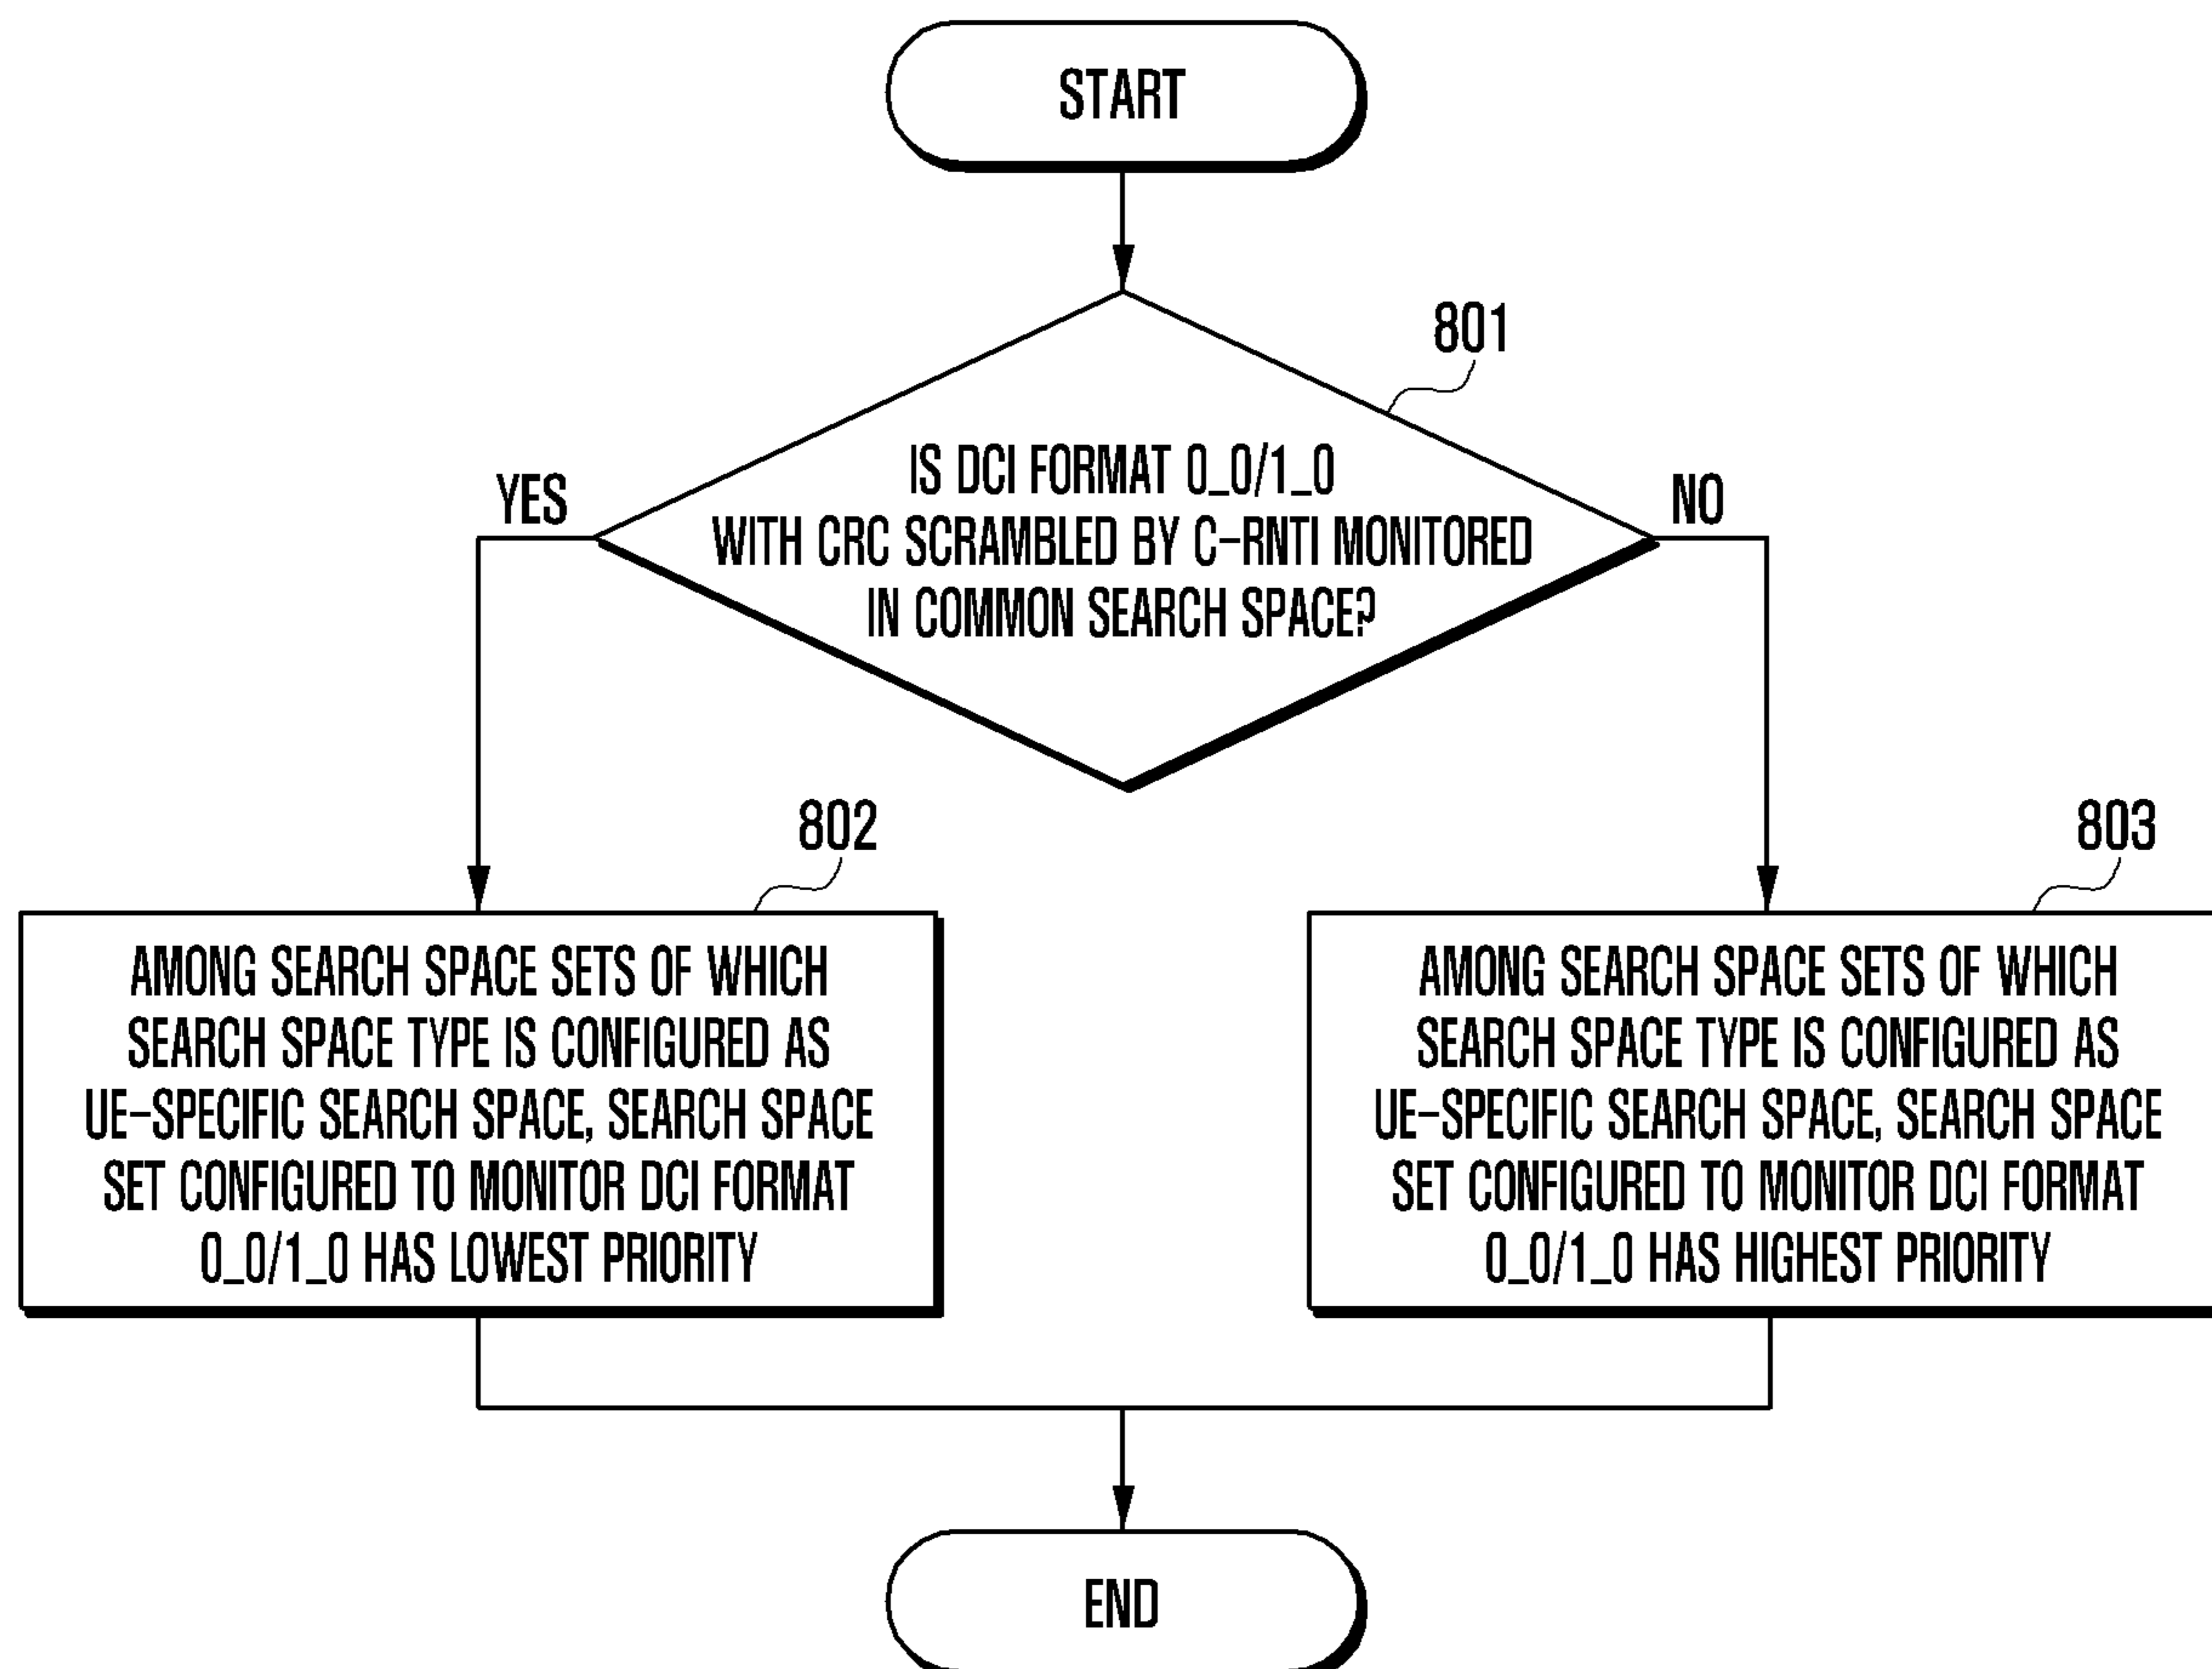 START
801
IS DCI FORMAT 0_0/1_0
WITH CRC SCRAMBLED BY C-RNTI MONITORED
IN COMMON SEARCH SPACE?
YES
NO
802
AMONG SEARCH SPACE SETS OF WHICH
SEARCH SPACE TYPE IS CONFIGURED AS
UE-SPECIFIC SEARCH SPACE, SEARCH SPACE
SET CONFIGURED TO MONITOR DCI FORMAT
0_0/1_0 HAS LOWEST PRIORITY
803
AMONG SEARCH SPACE SETS OF WHICH
SEARCH SPACE TYPE IS CONFIGURED AS
UE-SPECIFIC SEARCH SPACE, SEARCH SPACE
SET CONFIGURED TO MONITOR DCI FORMAT
0_0/1_0 HAS HIGHEST PRIORITY
END